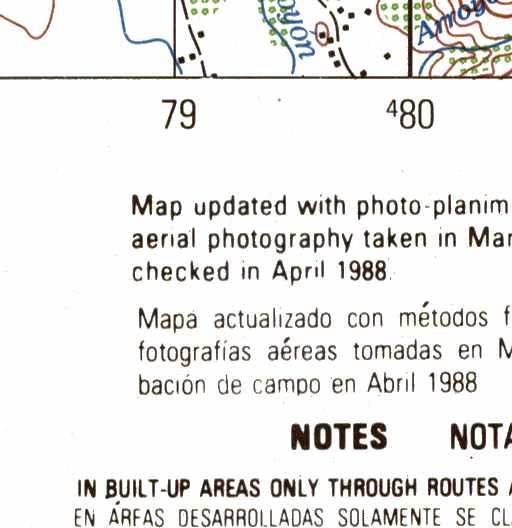 Arroyo
79
480
Map updated with photo-planim
aerial photography taken in Mar
checked in April 1988
Mapa actualizado con métodos f
fotografías aéreas tomadas en M
bación de campo en Abril 1988
NOTES NOTA
IN BUILT-UP AREAS ONLY THROUGH ROUTES A
EN ÁREAS DESARROLLADAS SOLAMENTE SE CL